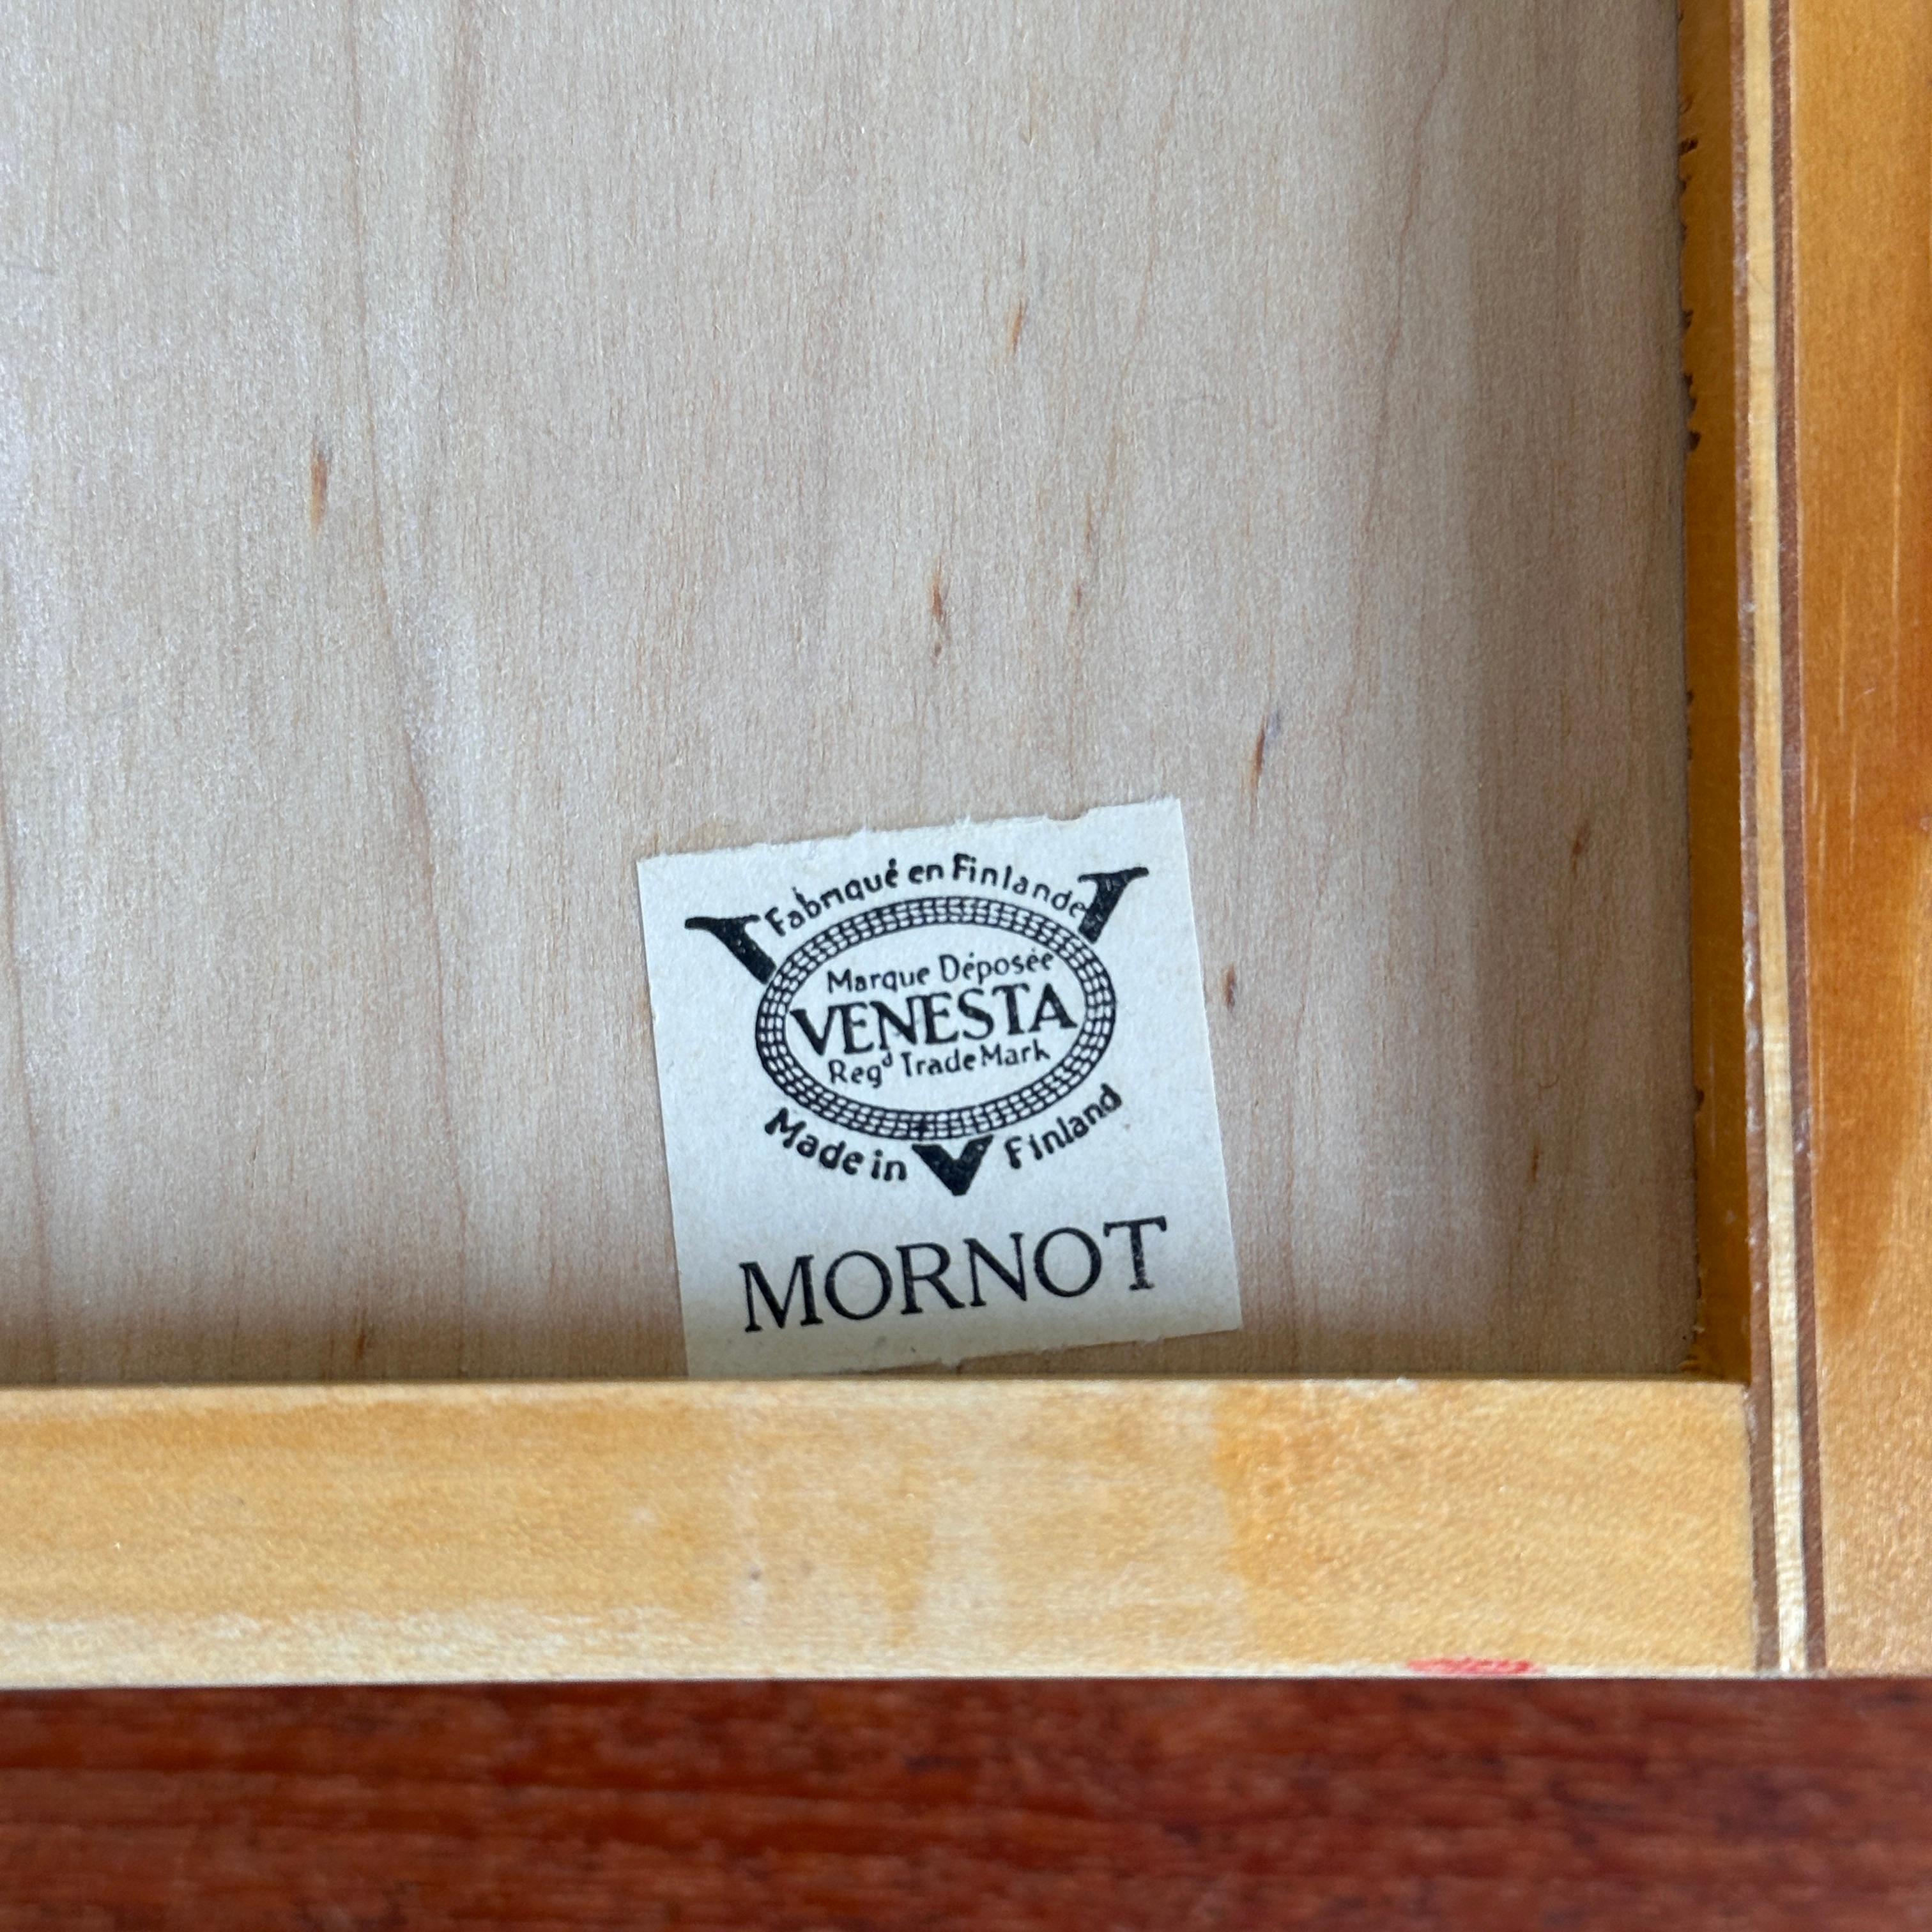 Fabriqué en Finlande
Marque Déposée
VENESTA
Regd Trade Mark
Made in Finland
MORNOT